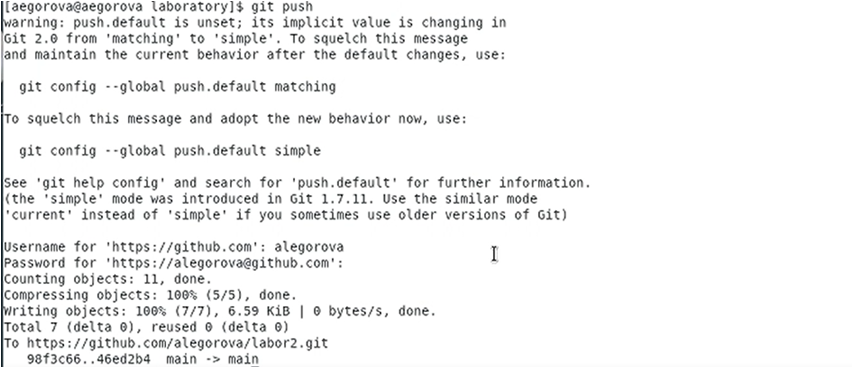 [aegorova@aegorova laboratory]$ git push
warning: push.default is unset; its implicit value is changing in
Git 2.0 from 'matching' to 'simple'. To squelch this message
and maintain the current behavior after the default changes, use:
git config --global push.default matching
To squelch this message and adopt the new behavior now, use:
git config --global push.default simple
See 'git help config' and search for 'push.default' for further information.
(the 'simple' mode was introduced in Git 1.7.11. Use the similar mode
'current' instead of 'simple' if you sometimes use older versions of Git)
Username for 'https://github.com': alegorova
Password for 'https://alegorova@github.com':
Counting objects: 11, done.
Compressing objects: 100% (5/5), done.
Writing objects: 100% (7/7), 6.59 KiB | 0 bytes/s, done.
Total 7 (delta 0), reused 0 (delta 0)
To https://github.com/alegorova/labor2.git
98f3c66..46ed2b4  main -> main